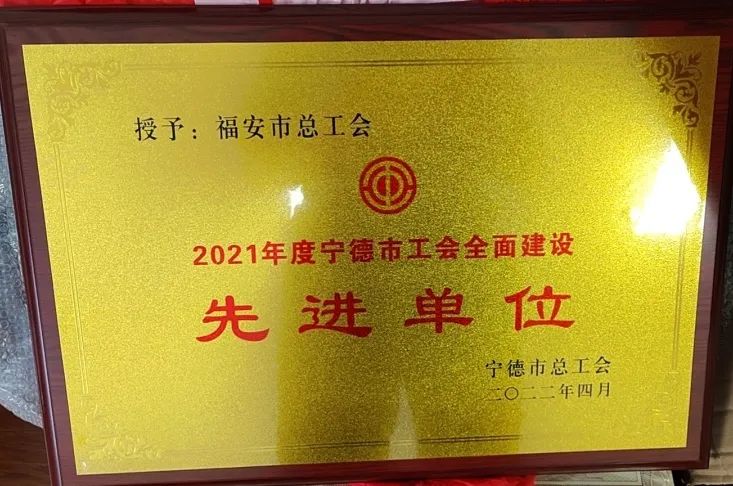 授予：福安市总工会
2021年度宁德市工会全面建设
先进单位
宁德市总工会
二〇二二年四月